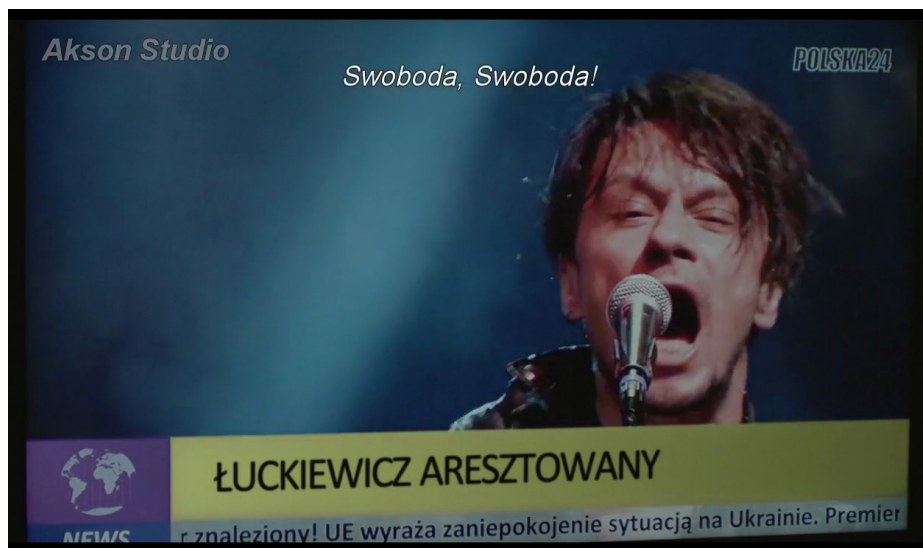 Akson Studio
POLSKA24
Swoboda, Swoboda!
ŁUCKIEWICZ ARESZTOWANY
NEWS
r znaleziony! UE wyraża zaniepokojenie sytuacją na Ukrainie. Premier